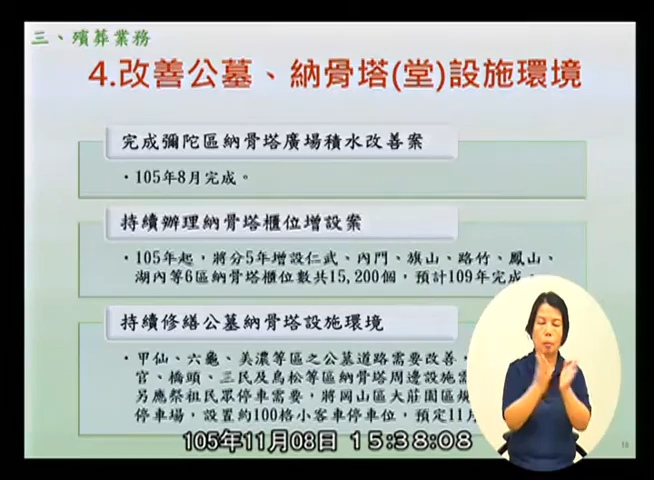 三、殯葬業務
4.改善公墓、納骨塔(堂)設施環境
完成彌陀區納骨塔廣場積水改善案
・105年8月完成。
持續辦理納骨塔櫃位增設案
・105年起，將分5年增設仁武、內門、旗山、路竹、鳳山、
湖內等6區納骨塔櫃位數共15,200個，預計109年完成。
持續修繕公墓納骨塔設施環境
・甲仙、六龜、美濃等區之公墓道路需要改善，
官、橋頭、三民及鳥松等區納骨塔周邊設施
另應祭祖民眾停車需要，將岡山區大莊園區規
停車場，設置約100格小客車停車位，預定11月
105年11月08日 15:38:08